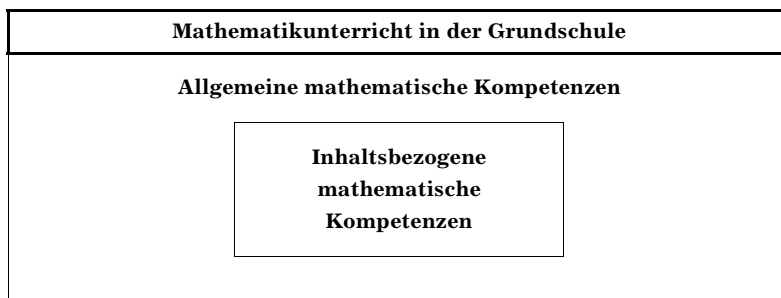 Mathematikunterricht in der Grundschule
Allgemeine mathematische Kompetenzen
Inhaltsbezogene
mathematische
Kompetenzen